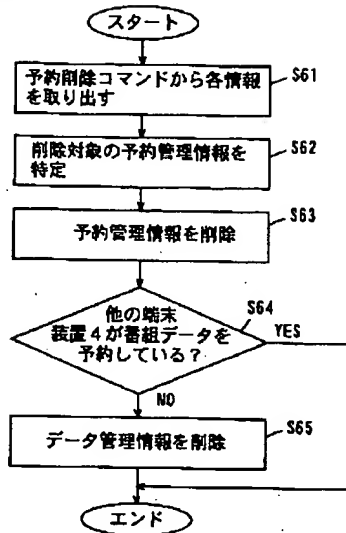 スタート
予約削除コマンドから各情報
を取り出す
S61
削除対象の予約管理情報を
特定
S62
予約管理情報を削除
S63
他の端末
装置4が番組データを
予約している?
S64
YES
NO
データ管理情報を削除
S65
エンド